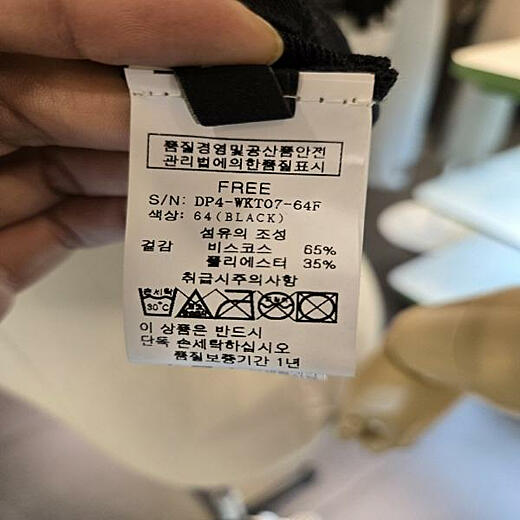 품질경영및공산품안전
관리법에의한품질표시
FREE
S/N: DP4-WKT07-64F
색상: 64(BLACK)
섬유의 조성
겉감 비스코스 65%
폴리에스터 35%
취급시주의사항
손세탁
30℃
이 상품은 반드시
단독 손세탁하십시오
품질보증기간 1년